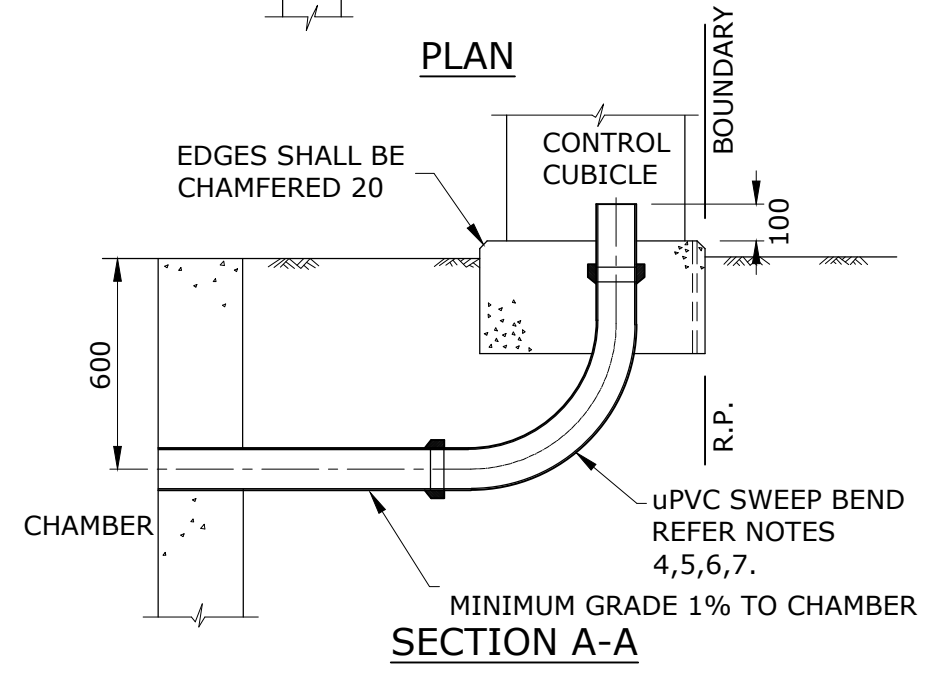 PLAN
BOUNDARY
CONTROL
CUBICLE
EDGES SHALL BE
CHAMFERED 20
100
600
R.P.
uPVC SWEEP BEND
REFER NOTES
4,5,6,7.
CHAMBER
MINIMUM GRADE 1% TO CHAMBER
SECTION A-A